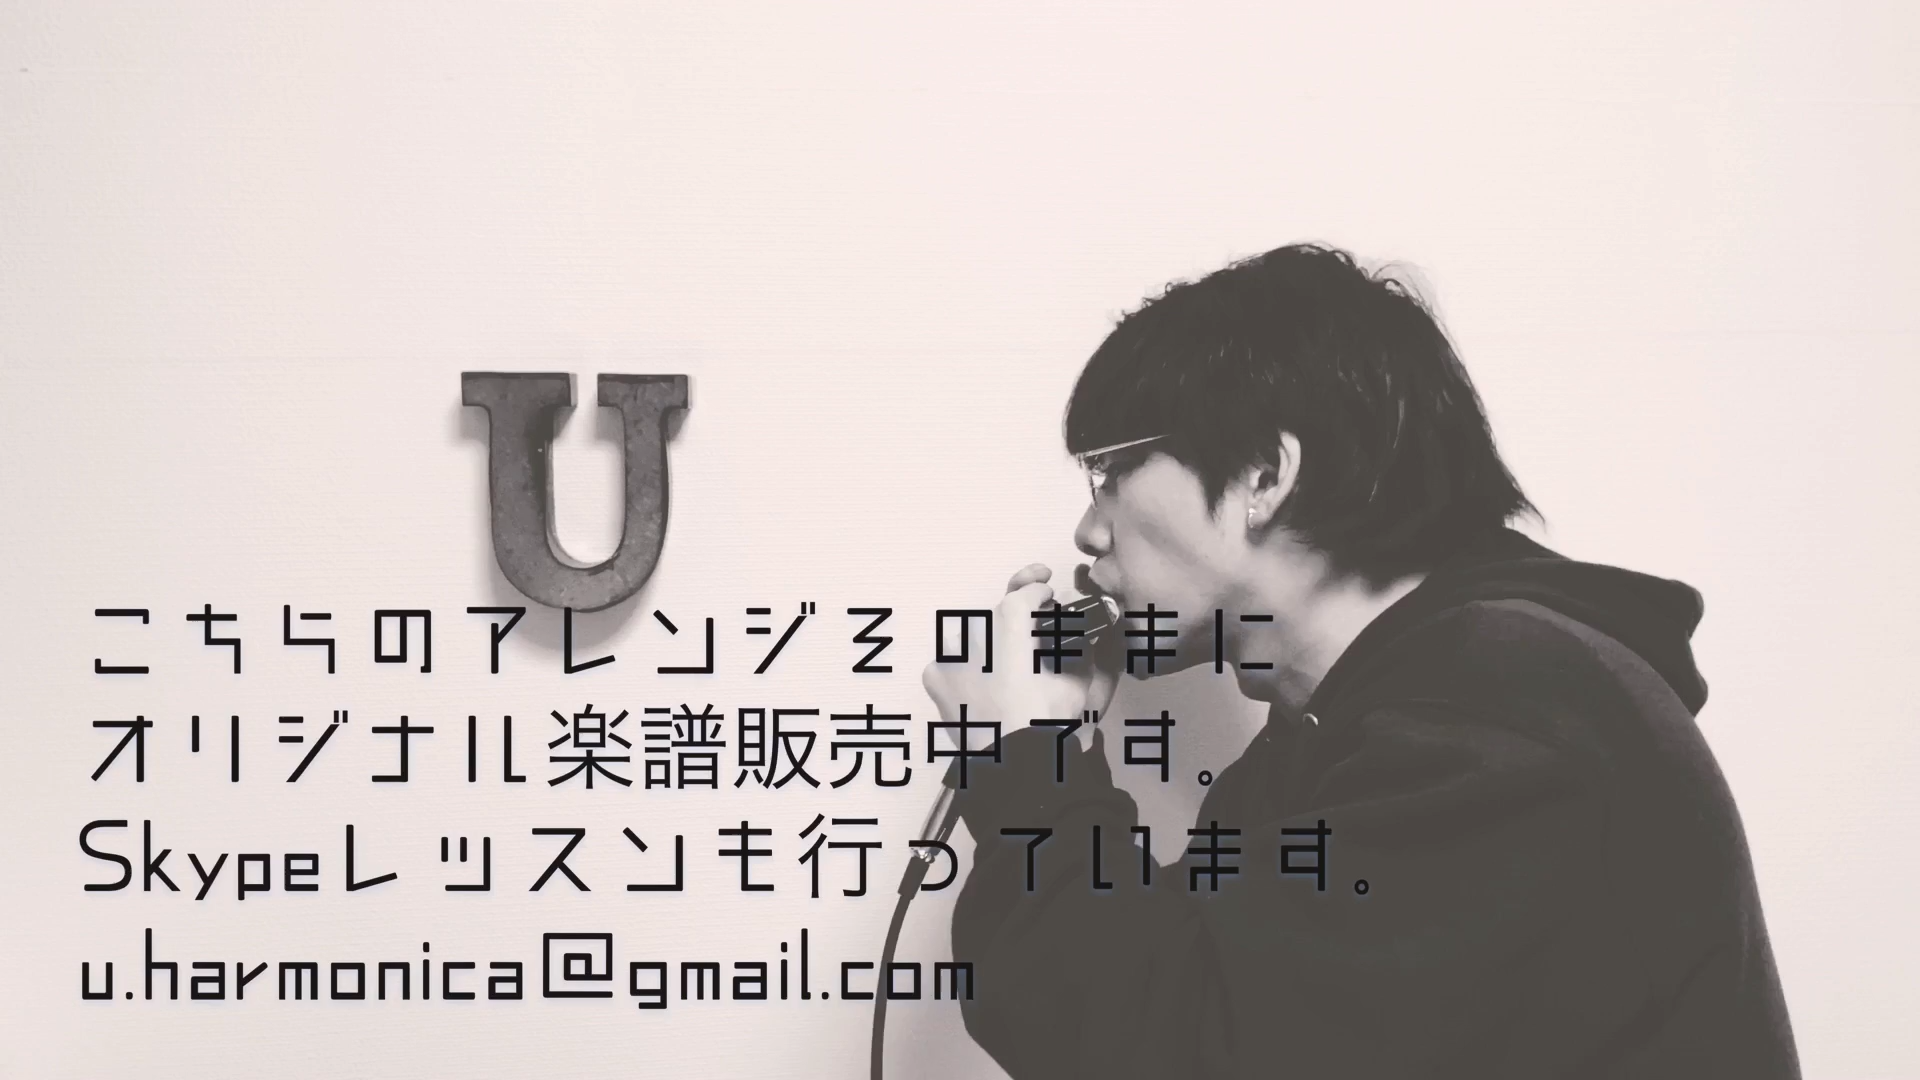 U
こちらのアレンジそのままに
オリジナル楽譜販売中です。
Skypeレッスンも行っています。
u.harmonica@gmail.com